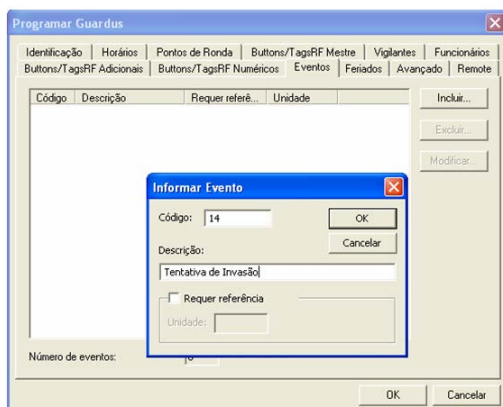 Programar Guardus
Identificação Horários Pontos de Ronda Buttons/TagsRF Mestre Vigilantes Funcionários
Buttons/TagsRF Adicionais Buttons/TagsRF Numéricos Eventos Feriados Avançado Remote
Código Descrição Requer referê... Unidade
Incluir...
Excluir...
Modificar...
Informar Evento
Código: 14 OK
Cancelar
Descrição:
Tentativa de Invasão
Requer referência
Unidade:
Número de eventos:
OK Cancelar